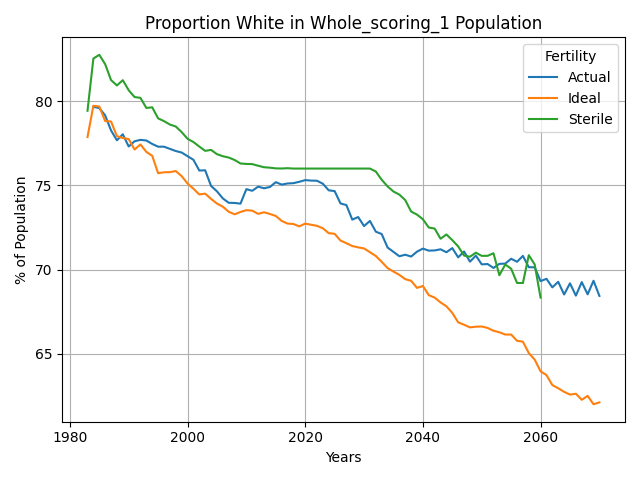 Proportion White in Whole_scoring_1 Population
Fertility
Actual
Ideal
Sterile
% of Population
80
75
70
65
1980
2000
2020
2040
2060
Years